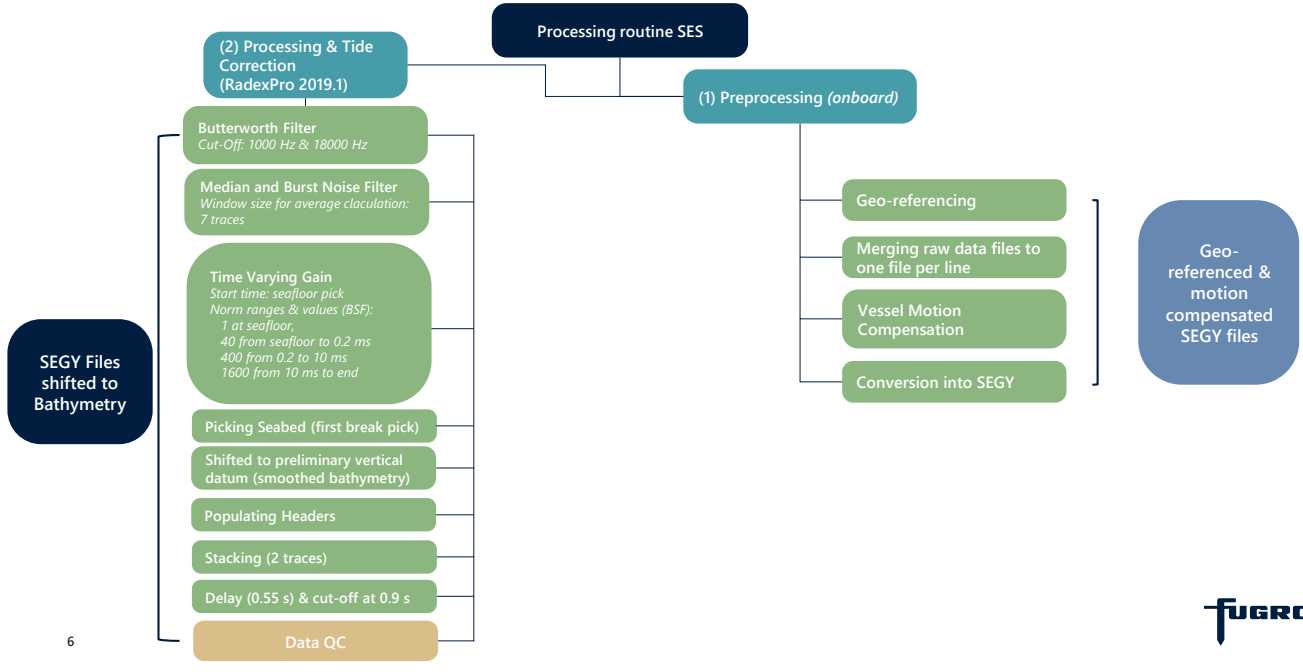 Processing routine SES
(2) Processing & Tide
Correction
(RadexPro 2019.1)
(1) Preprocessing (onboard)
Butterworth Filter
Cut-Off: 1000 Hz & 18000 Hz
Median and Burst Noise Filter
Window size for average claculation:
7 traces
Time Varying Gain
Start time: seafloor pick
Norm ranges & values (BSF):
1 at seafloor,
40 from seafloor to 0.2 ms
400 from 0.2 to 10 ms
1600 from 10 ms to end
Picking Seabed (first break pick)
Shifted to preliminary vertical
datum (smoothed bathymetry)
Populating Headers
Stacking (2 traces)
Delay (0.55 s) & cut-off at 0.9 s
Data QC
SEGY Files
shifted to
Bathymetry
Geo-referencing
Merging raw data files to
one file per line
Vessel Motion
Compensation
Conversion into SEGY
Geo-
referenced &
motion
compensated
SEGY files
6
FUGRO